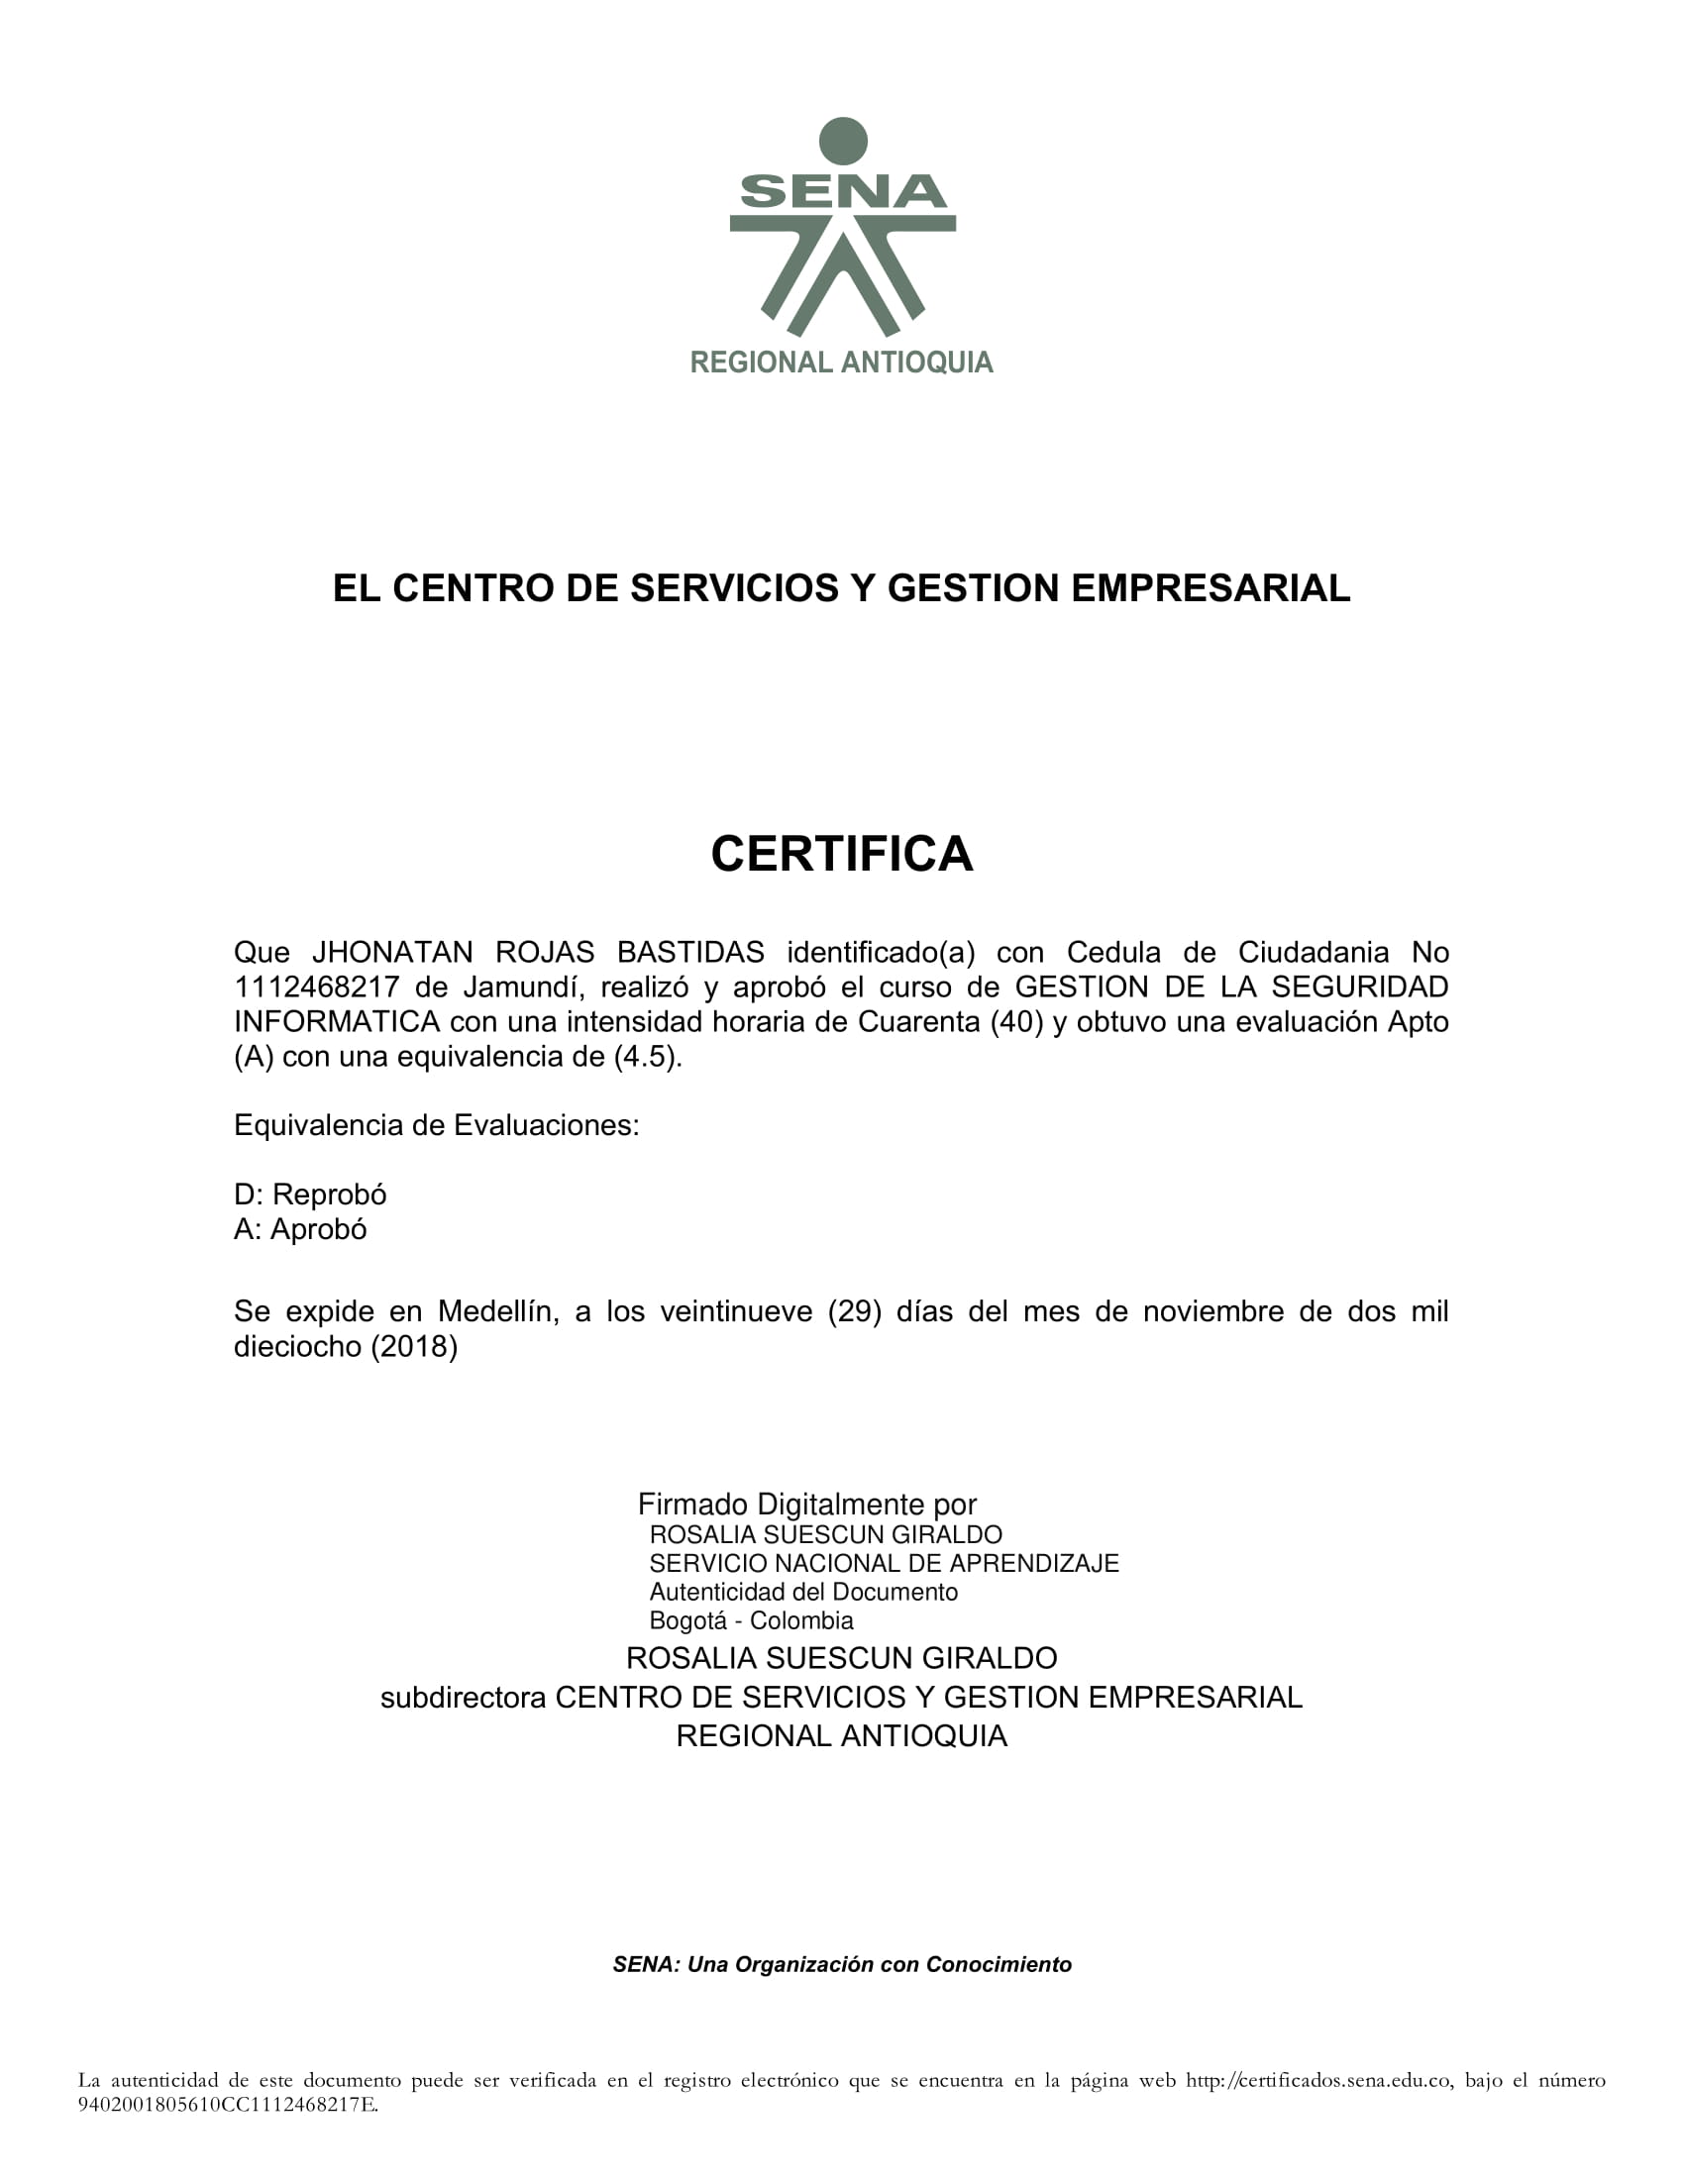 SENA
REGIONAL ANTIOQUIA
EL CENTRO DE SERVICIOS Y GESTION EMPRESARIAL
CERTIFICA
Que JHONATAN ROJAS BASTIDAS identificado(a) con Cedula de Ciudadania No
1112468217 de Jamundí, realizó y aprobó el curso de GESTION DE LA SEGURIDAD
INFORMATICA con una intensidad horaria de Cuarenta (40) y obtuvo una evaluación Apto
(A) con una equivalencia de (4.5).
Equivalencia de Evaluaciones:
D: Reprobó
A: Aprobó
Se expide en Medellín, a los veintinueve (29) días del mes de noviembre de dos mil
dieciocho (2018)
Firmado Digitalmente por
ROSALIA SUESCUN GIRALDO
SERVICIO NACIONAL DE APRENDIZAJE
Autenticidad del Documento
Bogotá - Colombia
ROSALIA SUESCUN GIRALDO
subdirectora CENTRO DE SERVICIOS Y GESTION EMPRESARIAL
REGIONAL ANTIOQUIA
SENA: Una Organización con Conocimiento
La autenticidad de este documento puede ser verificada en el registro electrónico que se encuentra en la página web http://certificados.sena.edu.co, bajo el número
9402001805610CC1112468217E.